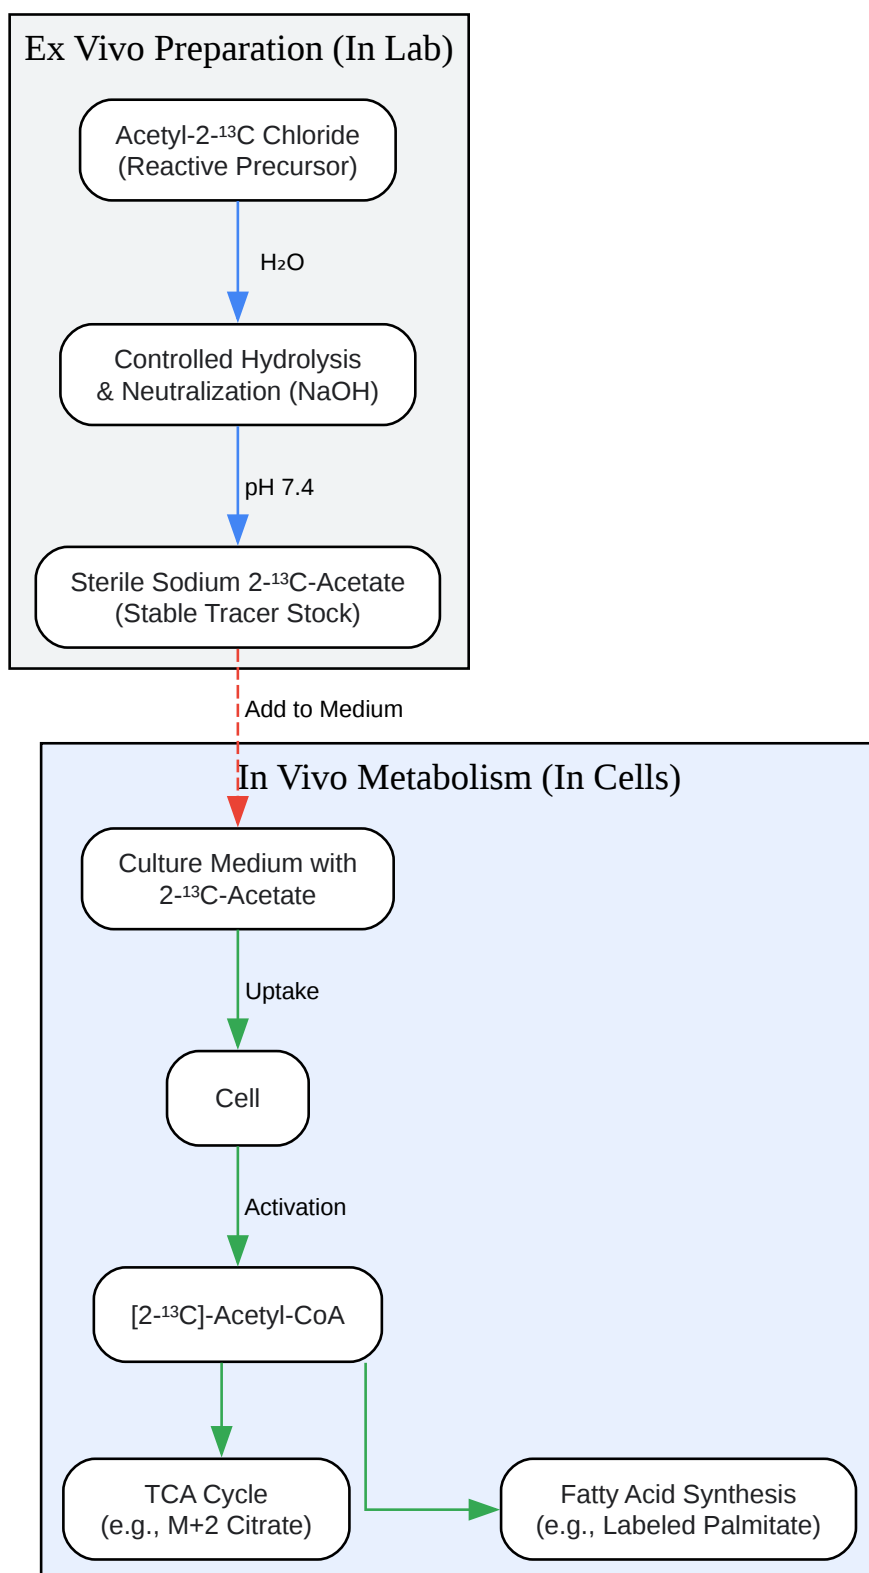 Ex Vivo Preparation (In Lab)
Acetyl-2-¹³C Chloride
(Reactive Precursor)
H₂O
Controlled Hydrolysis
& Neutralization (NaOH)
pH 7.4
Sterile Sodium 2-¹³C-Acetate
(Stable Tracer Stock)
Add to Medium
In Vivo Metabolism (In Cells)
Culture Medium with
2-¹³C-Acetate
Uptake
Cell
Activation
[2-¹³C]-Acetyl-CoA
TCA Cycle
(e.g., M+2 Citrate)
Fatty Acid Synthesis
(e.g., Labeled Palmitate)